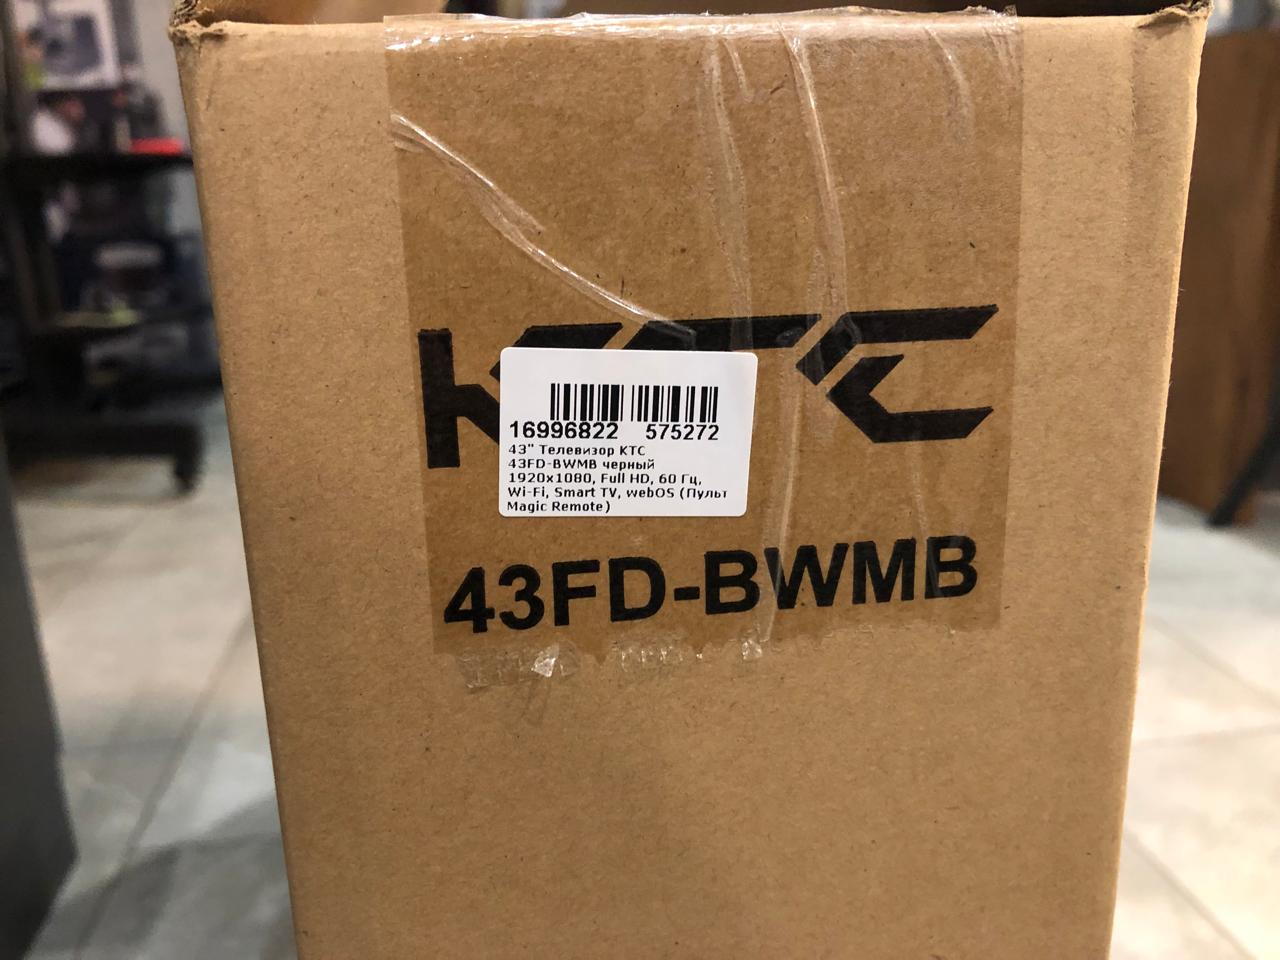 KTC
16996822 575272
43" Телевизор KTC
43FD-BWMB черный
1920x1080, Full HD, 60 Гц,
Wi-Fi, Smart TV, webOS (Пульт
Magic Remote)
43FD-BWMB